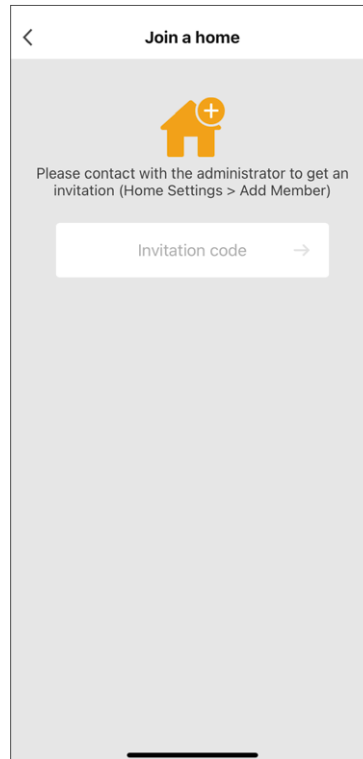 Join a home
Please contact with the administrator to get an
invitation (Home Settings > Add Member)
Invitation code